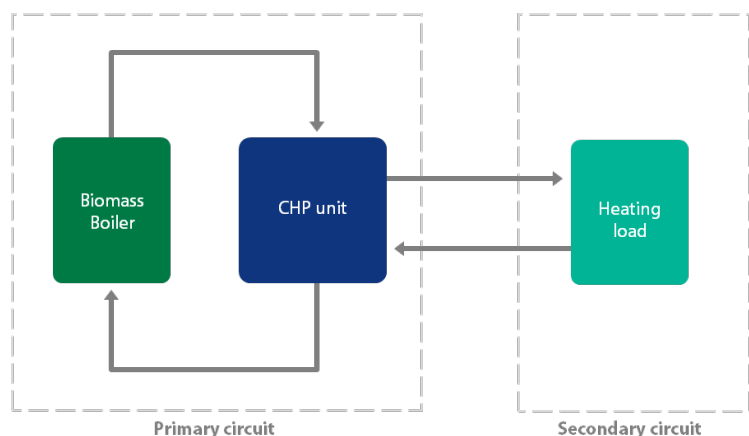 Biomass
Boiler
CHP unit
Heating
load
Primary circuit
Secondary circuit